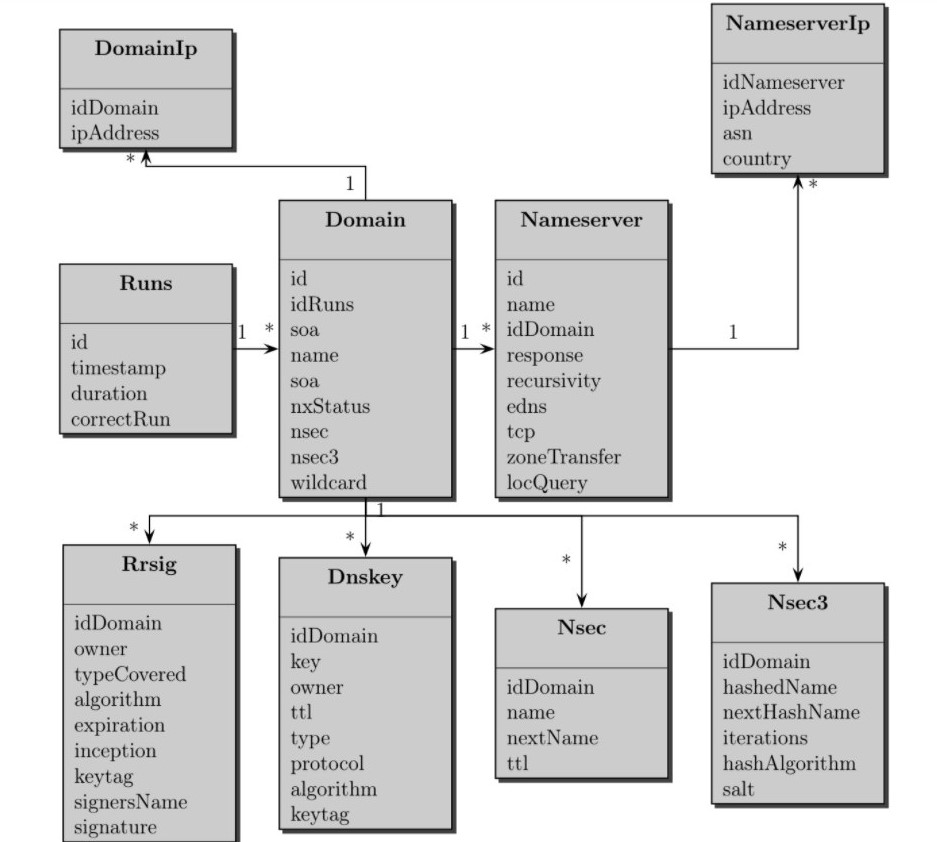 DomainIp
idDomain
ipAddress
*
1
NameserverIp
idNameserver
ipAddress
asn
country
*
Runs
id
timestamp
duration
correctRun
1
*
Domain
id
idRuns
soa
name
soa
nxStatus
nsec
nsec3
wildcard
1
*
Nameserver
id
name
idDomain
response
recursivity
edns
tcp
zoneTransfer
locQuery
1
1
*
Rrsig
idDomain
owner
typeCovered
algorithm
expiration
inception
keytag
signersName
signature
*
Dnskey
idDomain
key
owner
ttl
type
protocol
algorithm
keytag
*
Nsec
idDomain
name
nextName
ttl
*
Nsec3
idDomain
hashedName
nextHashName
iterations
hashAlgorithm
salt